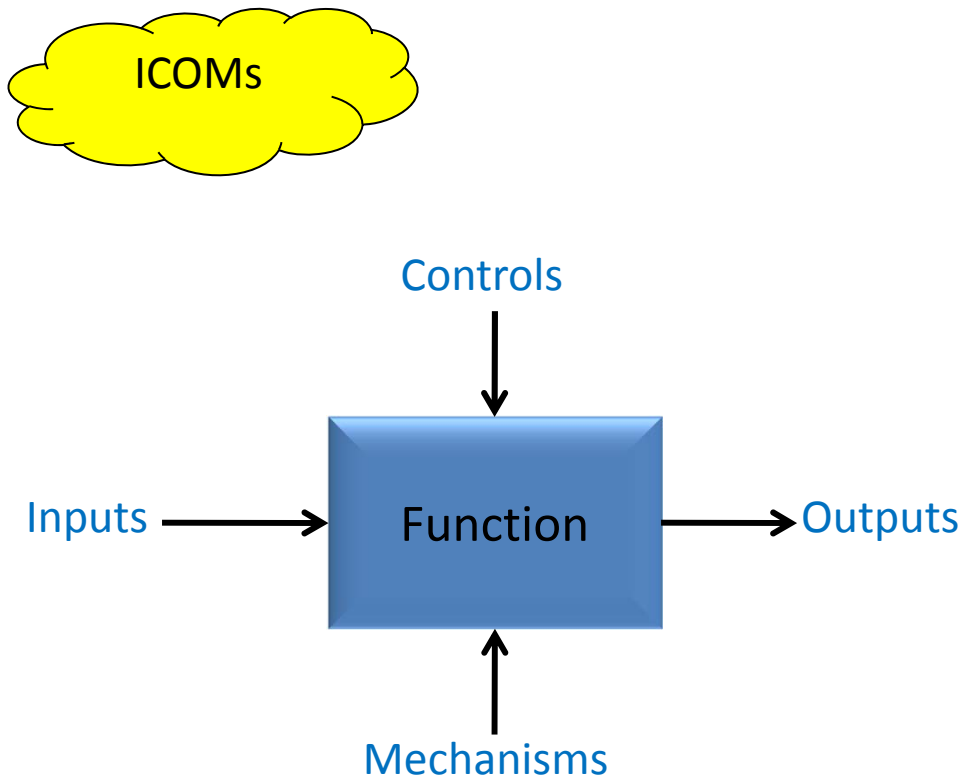 ICOMs
Controls
Inputs
Function
Outputs
Mechanisms